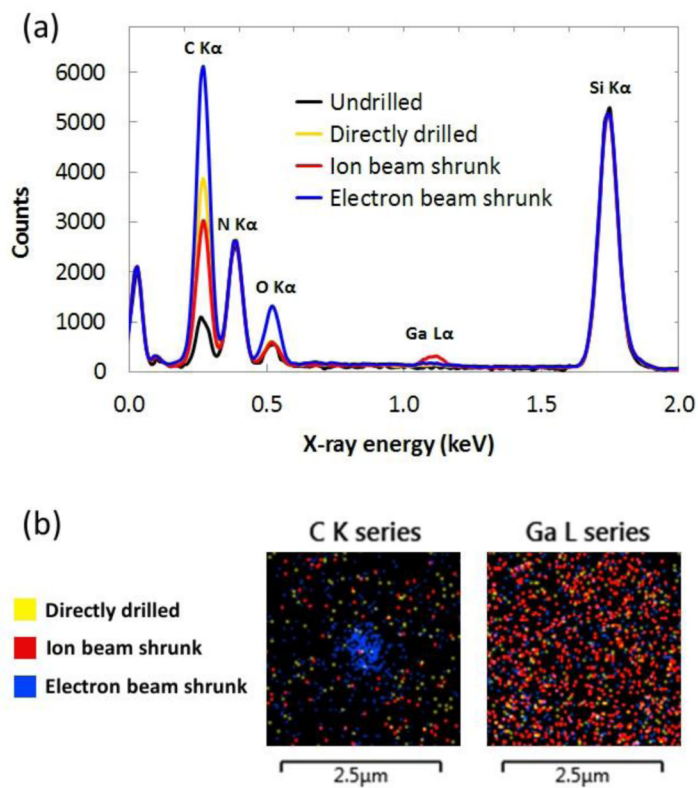 (a)
C Kα
6000
Si Kα
5000
Undrilled
Directly drilled
4000
Ion beam shrunk
Electron beam shrunk
3000
N Kα
Counts
2000
O Kα
1000
Ga Lα
0
0.0 0.5 1.0 1.5 2.0
X-ray energy (keV)
(b)
C K series Ga L series
Directly drilled
Ion beam shrunk
Electron beam shrunk
2.5μm 2.5μm